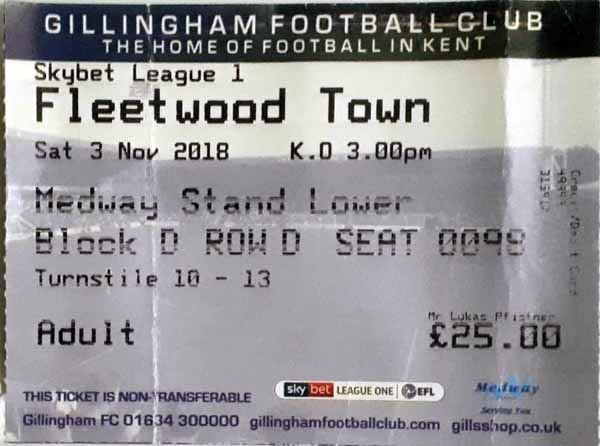 GILLINGHAM FOOTBALL CLUB
THE HOME OF FOOTBALL IN KENT
Skybet League 1
Fleetwood Town
Sat 3 Nov 2018 K.O 3.00pm
Medway Stand Lower
Block D ROW D SEAT 0098
Turnstile 10 - 13
Mr Lukas Pfistner
Adult £25.00
sky bet LEAGUE ONE EFL
Medway
Serving You
THIS TICKET IS NON-TRANSFERABLE
Gillingham FC 01634 300000 gillinghamfootballclub.com gillsshop.co.uk